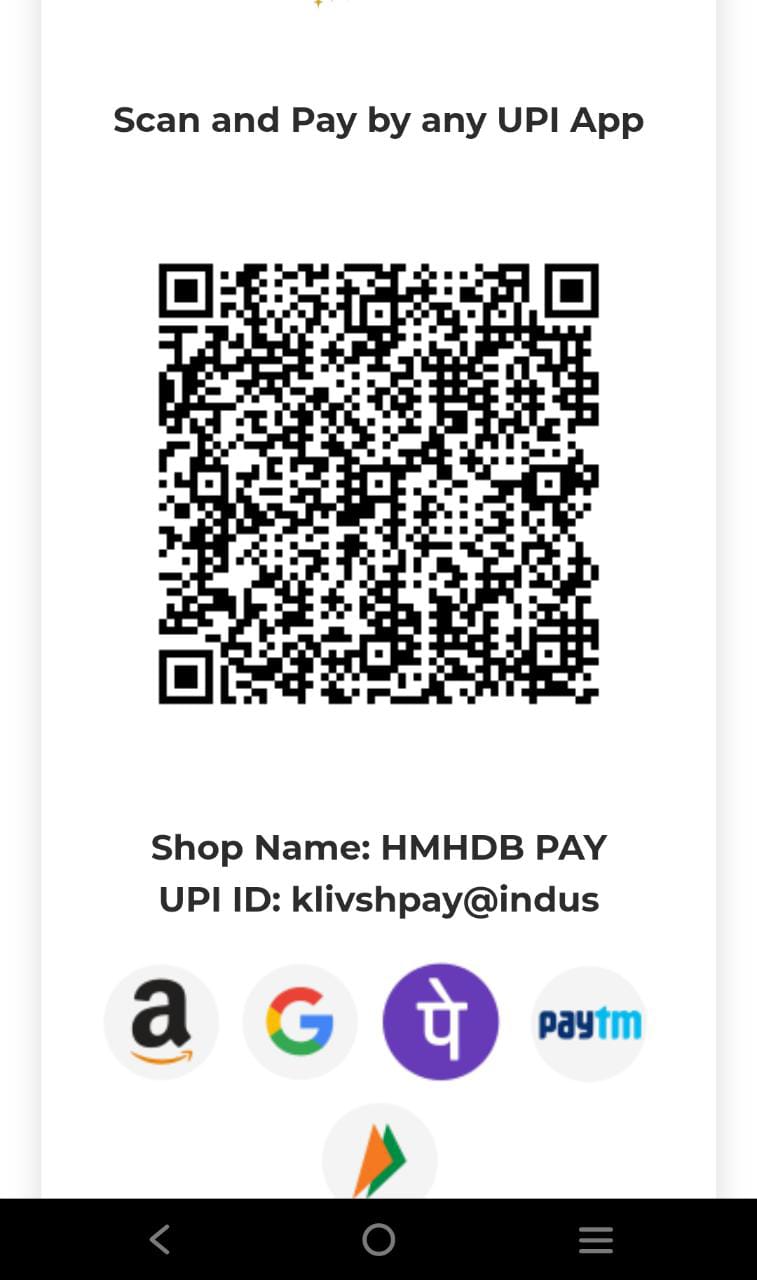 Scan and Pay by any UPI App
Shop Name: HMHDB PAY
UPI ID: klivshpay@indus
a
G
पे
paytm